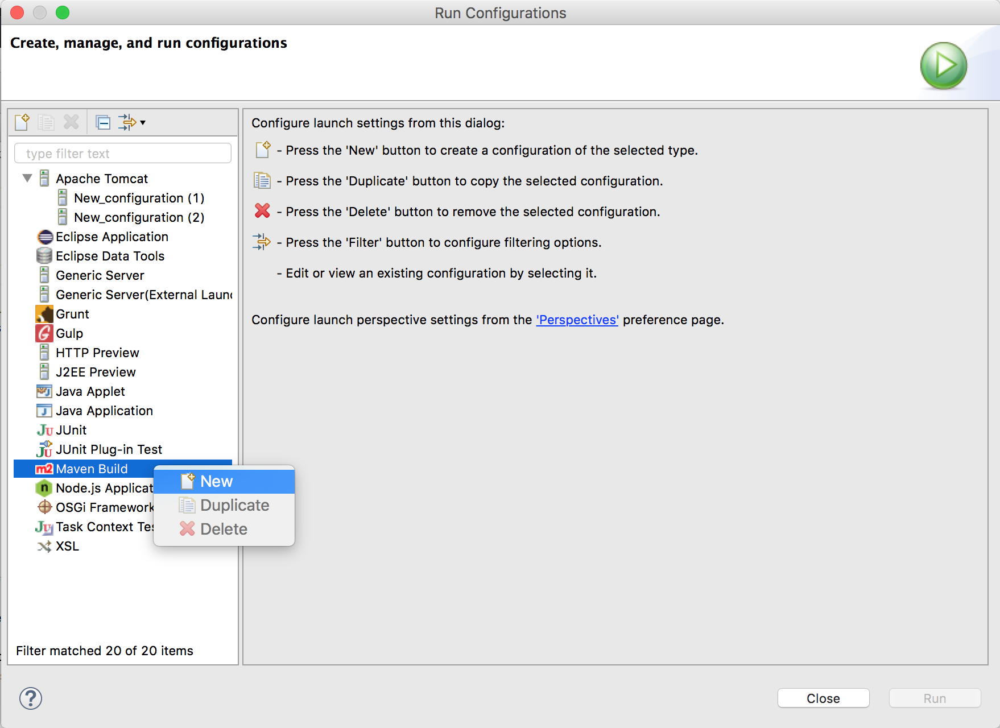 Run Configurations
Create, manage, and run configurations
type filter text
Apache Tomcat
New_configuration (1)
New_configuration (2)
Eclipse Application
Eclipse Data Tools
Generic Server
Generic Server(External Laun
Grunt
Gulp
HTTP Preview
J2EE Preview
Java Applet
Java Application
JUnit
JUnit Plug-in Test
m2 Maven Build
Node.js Applicat
OSGi Framework
Task Context Tes
XSL
New
Duplicate
Delete
Filter matched 20 of 20 items
Configure launch settings from this dialog:
- Press the 'New' button to create a configuration of the selected type.
- Press the 'Duplicate' button to copy the selected configuration.
- Press the 'Delete' button to remove the selected configuration.
- Press the 'Filter' button to configure filtering options.
- Edit or view an existing configuration by selecting it.
Configure launch perspective settings from the 'Perspectives' preference page.
Close
Run